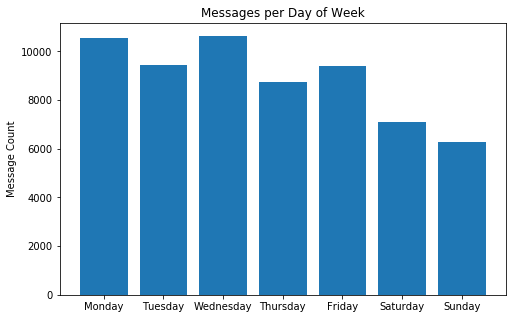 Messages per Day of Week
Message Count
10000
8000
6000
4000
2000
0
Monday Tuesday Wednesday Thursday Friday Saturday Sunday